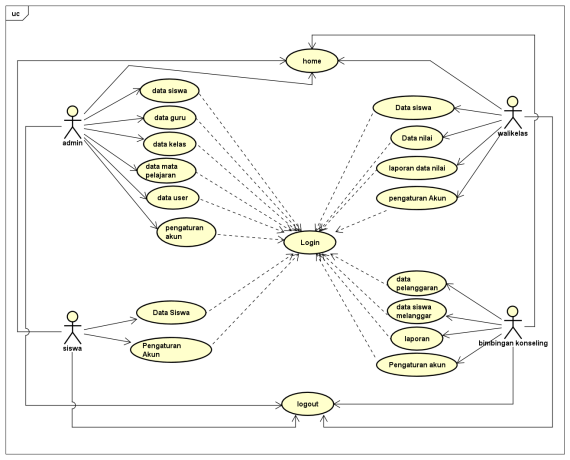 uc
home
data siswa
data guru
data kelas
data mata
pelajaran
data user
pengaturan
akun
admin
Data siswa
Data nilai
laporan data nilai
pengaturan Akun
walikelas
Login
Data Siswa
Pengaturan
Akun
siswa
data
pelanggaran
data siswa
melanggar
laporan
Pengaturan akun
bimbingan konseling
logout